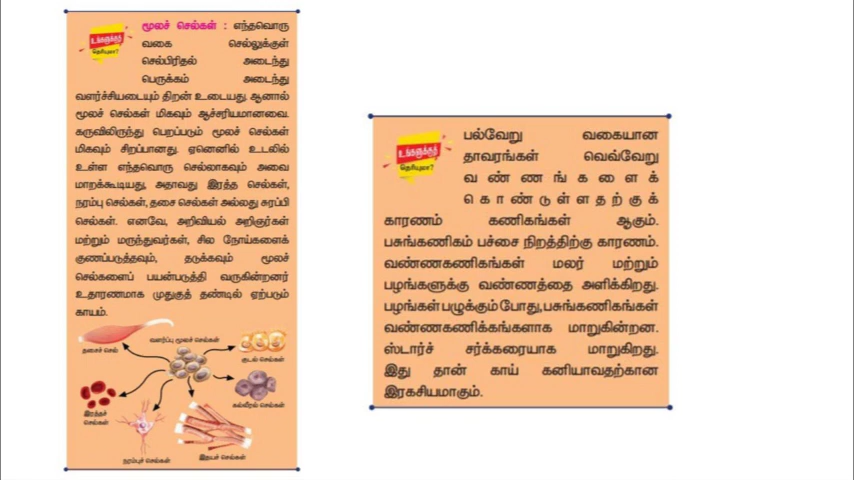 உங்களுக்குத்
தெரியுமா?
மூலச் செல்கள் : எந்தவொரு
வகை செல்லுக்குள்
செல்பிரிதல் அடைந்து
பெருக்கம் அடைந்து
வளர்ச்சியடையும் திறன் உடையது. ஆனால்
மூலச் செல்கள் மிகவும் ஆச்சரியமானவை.
கருவிலிருந்து பெறப்படும் மூலச் செல்கள்
மிகவும் சிறப்பானது. ஏனெனில் உடலில்
உள்ள எந்தவொரு செல்லாகவும் அவை
மாறக்கூடியது, அதாவது இரத்த செல்கள்,
நரம்பு செல்கள், தசை செல்கள் அல்லது சுரப்பி
செல்கள். எனவே, அறிவியல் அறிஞர்கள்
மற்றும் மருந்துவர்கள், சில நோய்களைக்
குணப்படுத்தவும், தடுக்கவும் மூலச்
செல்களைப் பயன்படுத்தி வருகின்றனர்
உதாரணமாக முதுகுத் தண்டில் ஏற்படும்
காயம்.
வளர்ப்பு மூலச் செல்கள்
தசைச் செல்
குடல் செல்கள்
கல்லீரல் செல்கள்
இரத்தச்
செல்கள்
நரம்புச் செல்கள்
இதயச் செல்கள்
உங்களுக்குத்
தெரியுமா?
பல்வேறு வகையான
தாவரங்கள் வெவ்வேறு
வண்ணங்களைக்
கொண்டுள்ளதற்குக்
காரணம் கணிகங்கள் ஆகும்.
பசுங்கணிகம் பச்சை நிறத்திற்கு காரணம்.
வண்ணகணிகங்கள் மலர் மற்றும்
பழங்களுக்கு வண்ணத்தை அளிக்கிறது.
பழங்கள் பழுக்கும் போது, பசுங்கணிகங்கள்
வண்ணகணிக்கங்களாக மாறுகின்றன.
ஸ்டார்ச் சர்க்கரையாக மாறுகிறது.
இது தான் காய் கனியாவதற்கான
இரகசியமாகும்.